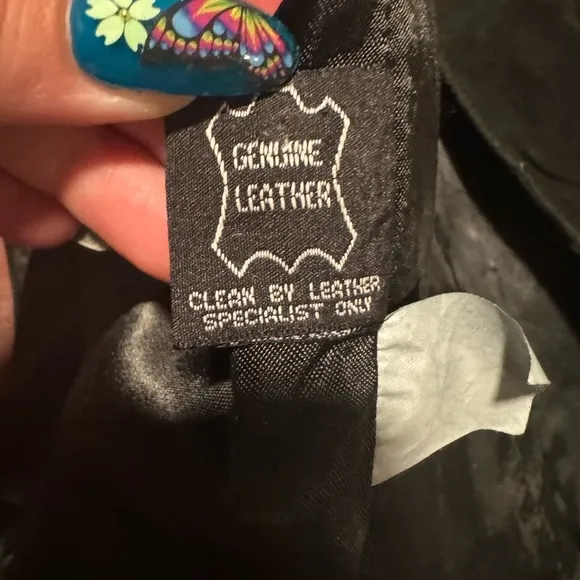 GENUINE
LEATHER
CLEAN BY LEATHER
SPECIALIST ONLY